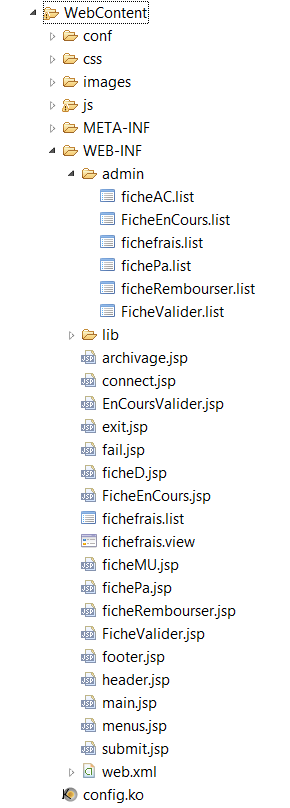 WebContent
conf
css
images
js
META-INF
WEB-INF
admin
ficheAC.list
FicheEnCours.list
fichefrais.list
fichePa.list
ficheRembourser.list
FicheValider.list
lib
archivage.jsp
connect.jsp
EnCoursValider.jsp
exit.jsp
fail.jsp
ficheD.jsp
FicheEnCours.jsp
fichefrais.list
fichefrais.view
ficheMU.jsp
fichePa.jsp
ficheRembourser.jsp
FicheValider.jsp
footer.jsp
header.jsp
main.jsp
menus.jsp
submit.jsp
web.xml
config.ko